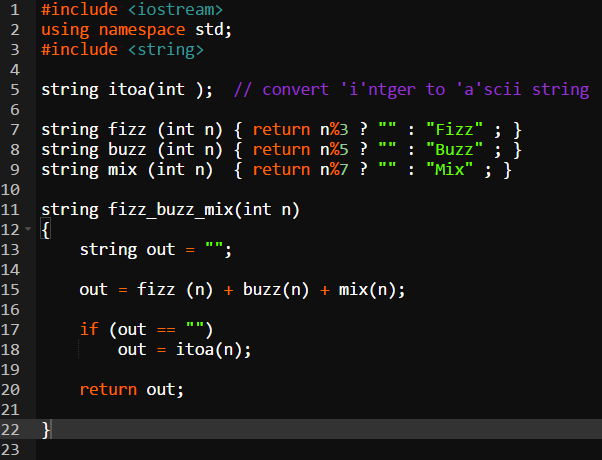 1 #include <iostream>
2 using namespace std;
3 #include <string>
4
5 string itoa(int );  // convert 'i'ntger to 'a'scii string
6
7 string fizz (int n) { return n%3 ? "" : "Fizz" ; }
8 string buzz (int n) { return n%5 ? "" : "Buzz" ; }
9 string mix (int n)  { return n%7 ? "" : "Mix" ; }
10
11 string fizz_buzz_mix(int n)
12 {
13     string out = "";
14
15     out = fizz (n) + buzz(n) + mix(n);
16
17     if (out == "")
18         out = itoa(n);
19
20     return out;
21
22 }
23